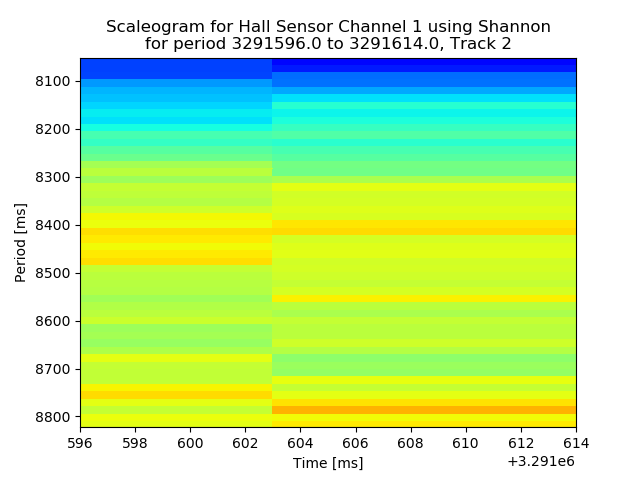 Scaleogram for Hall Sensor Channel 1 using Shannon
for period 3291596.0 to 3291614.0, Track 2
Period [ms]
8100
8200
8300
8400
8500
8600
8700
8800
596 598 600 602 604 606 608 610 612 614
Time [ms]
+3.291e6